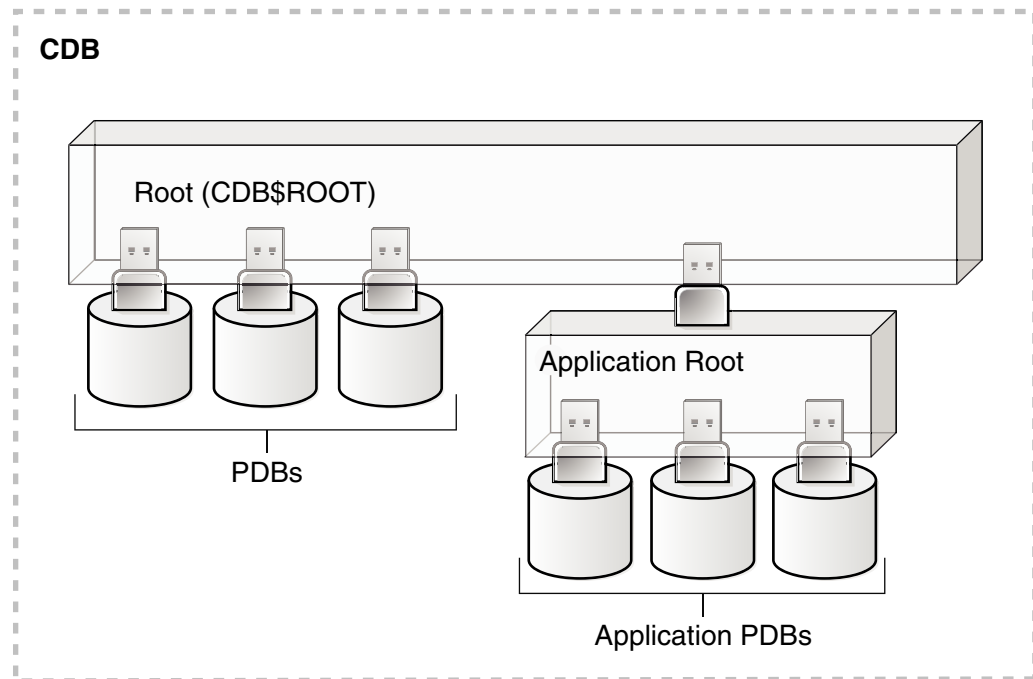 CDB
Root (CDB$ROOT)
Application Root
PDBs
Application PDBs